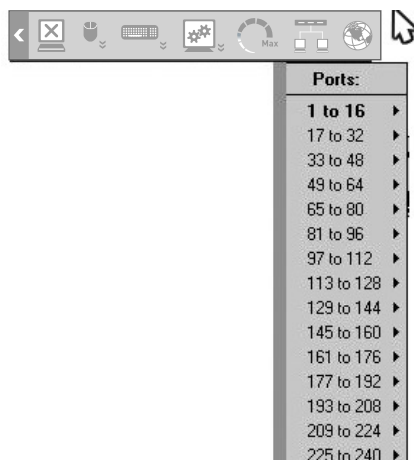 Max
Ports:
1 to 16
17 to 32
33 to 48
49 to 64
65 to 80
81 to 96
97 to 112
113 to 128
129 to 144
145 to 160
161 to 176
177 to 192
193 to 208
209 to 224
225 to 240